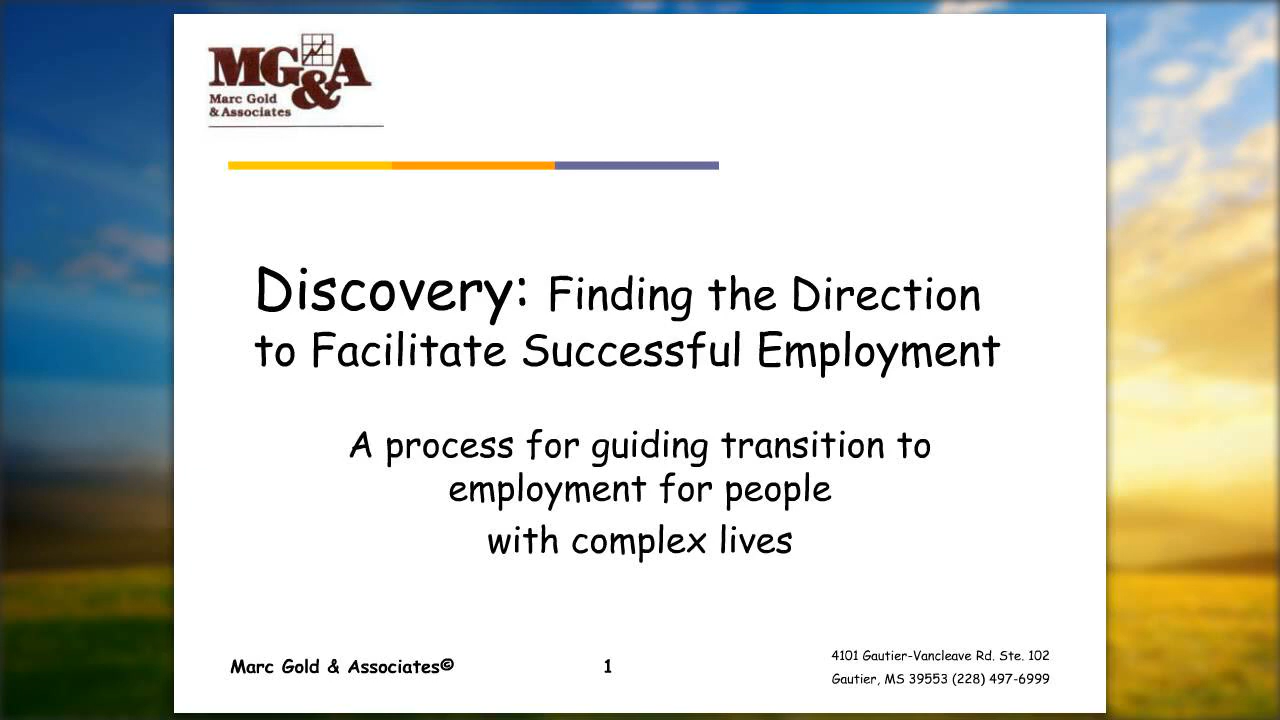 MG&A
Marc Gold
& Associates
Discovery: Finding the Direction
to Facilitate Successful Employment
A process for guiding transition to
employment for people
with complex lives
Marc Gold & Associates©
1
4101 Gautier-Vancleave Rd. Ste. 102
Gautier, MS 39553 (228) 497-6999